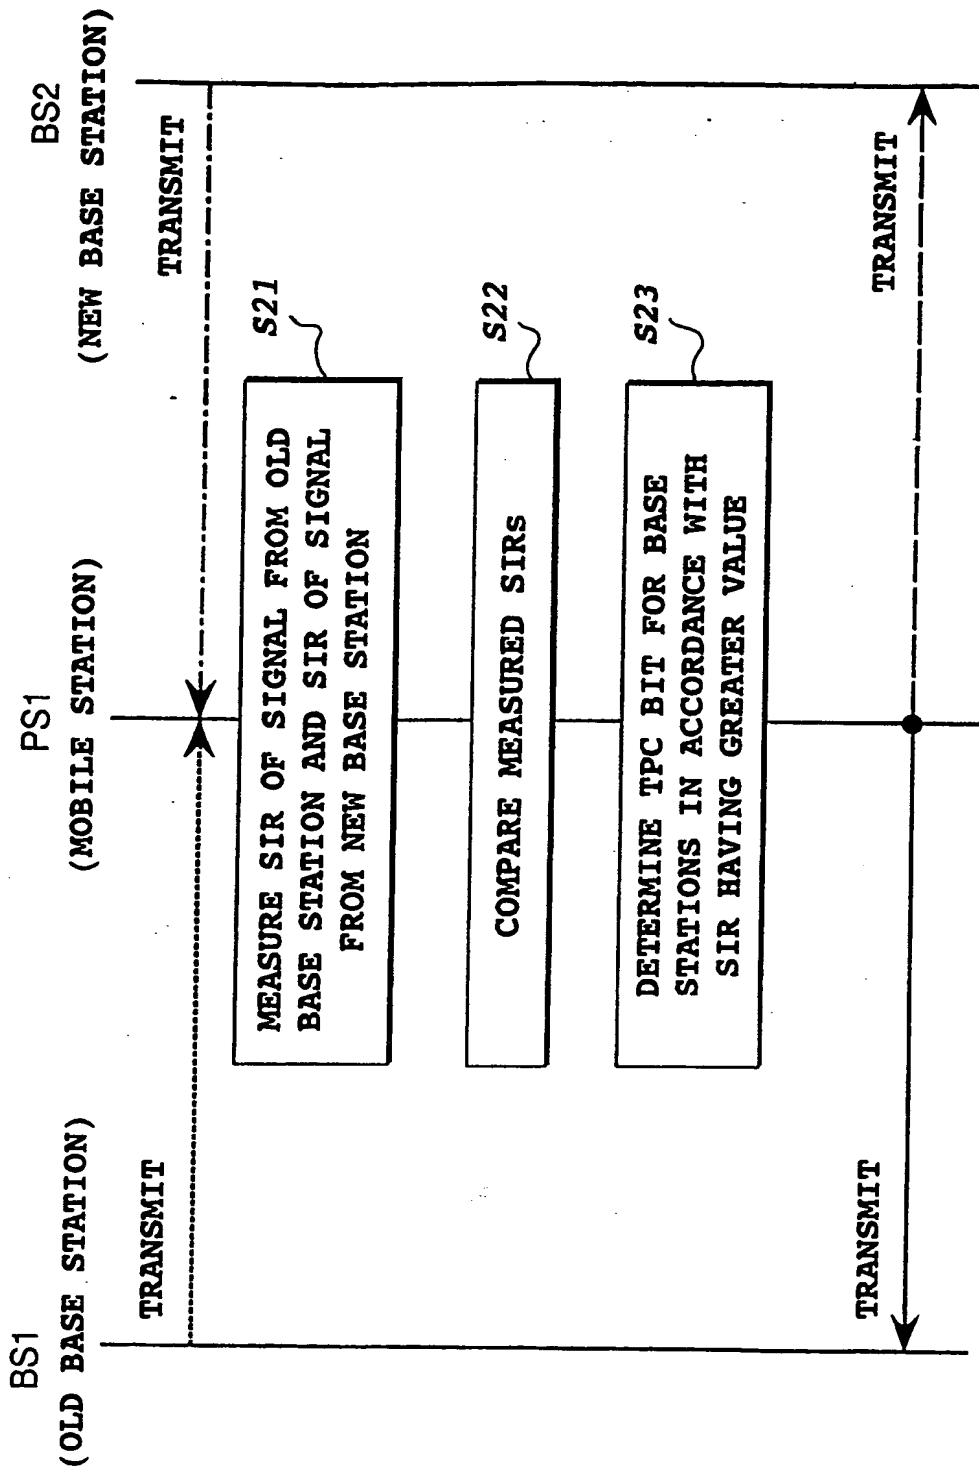 BS1
(OLD BASE STATION)
PS1
(MOBILE STATION)
BS2
(NEW BASE STATION)
TRANSMIT
TRANSMIT
S21
MEASURE SIR OF SIGNAL FROM OLD
BASE STATION AND SIR OF SIGNAL
FROM NEW BASE STATION
S22
COMPARE MEASURED SIRs
S23
DETERMINE TPC BIT FOR BASE
STATIONS IN ACCORDANCE WITH
SIR HAVING GREATER VALUE
TRANSMIT
TRANSMIT